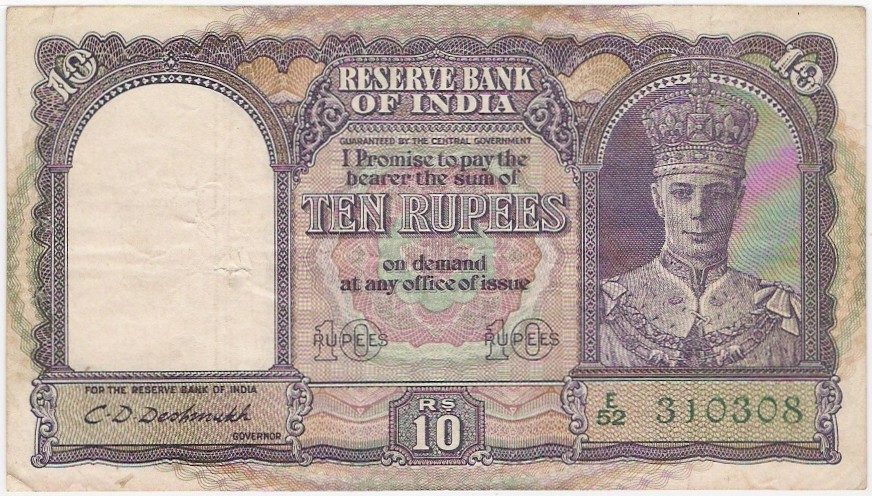 10
10
RESERVE BANK
OF INDIA
GUARANTEED BY THE CENTRAL GOVERNMENT
I Promise to pay the
bearer the sum of
TEN RUPEES
on demand
at any office of issue
10 RUPEES
10 RUPEES
FOR THE RESERVE BANK OF INDIA
C. D. Deshmukh
GOVERNOR
RS
10
E/52 310308